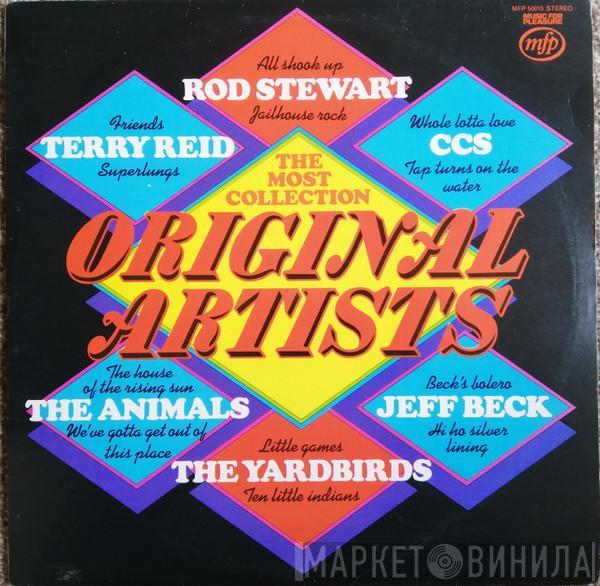 MFP 50015 STEREO
MUSIC FOR
PLEASURE
mfp
All shook up
ROD STEWART
Jailhouse rock
Friends
TERRY REID
Superlungs
Whole lotta love
CCS
Tap turns on the
water
THE
MOST
COLLECTION
ORIGINAL
ARTISTS
The house
of the rising sun
THE ANIMALS
We've gotta get out of
this place
Beck's bolero
JEFF BECK
Hi ho silver
lining
Little games
THE YARDBIRDS
Ten little indians
МАРКЕТ ВИНИЛА